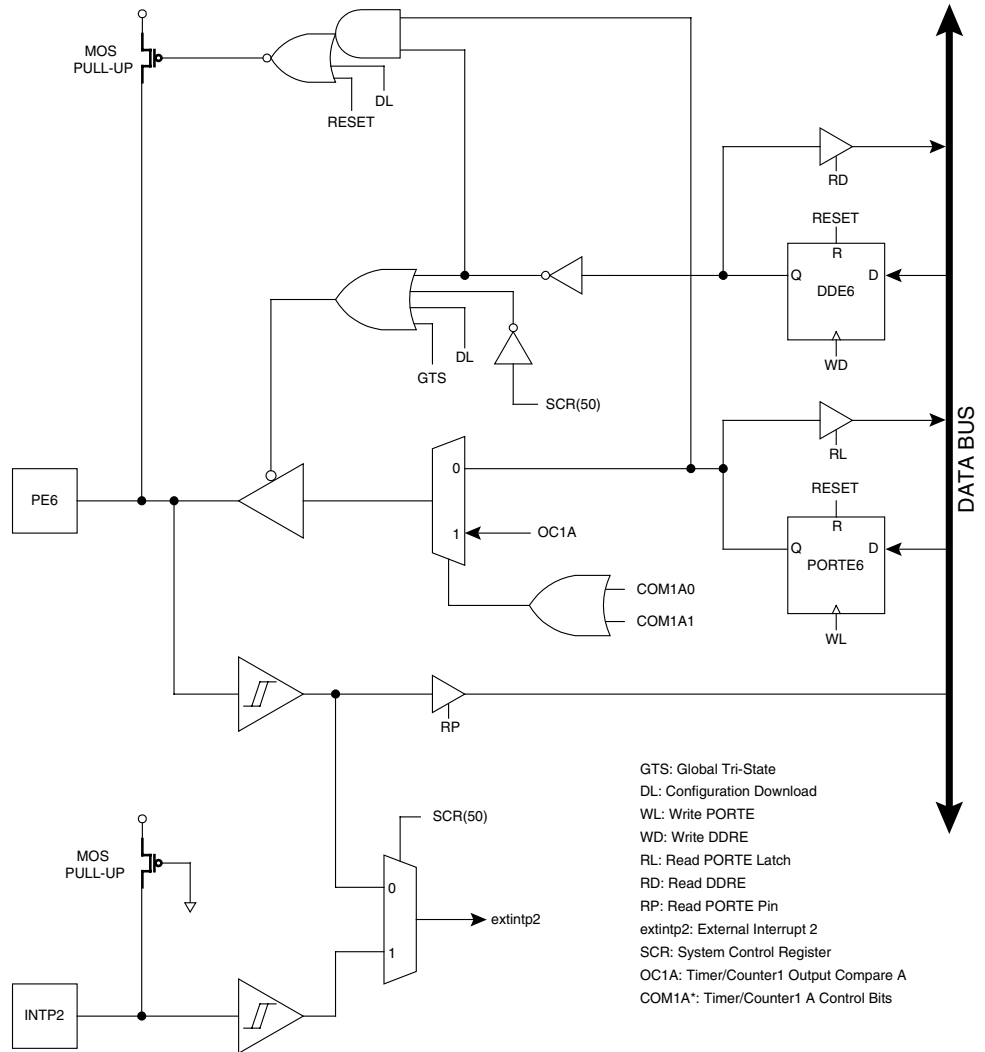 MOS
PULL-UP
DL
RESET
RD
RESET
R
Q
D
DDE6
WD
DL
GTS
SCR(50)
RL
DATA BUS
PE6
0
1
OC1A
RESET
R
Q
D
PORTE6
WL
COM1A0
COM1A1
RP
SCR(50)
MOS
PULL-UP
0
1
extintp2
INTP2
GTS: Global Tri-State
DL: Configuration Download
WL: Write PORTE
WD: Write DDRE
RL: Read PORTE Latch
RD: Read DDRE
RP: Read PORTE Pin
extintp2: External Interrupt 2
SCR: System Control Register
OC1A: Timer/Counter1 Output Compare A
COM1A*: Timer/Counter1 A Control Bits